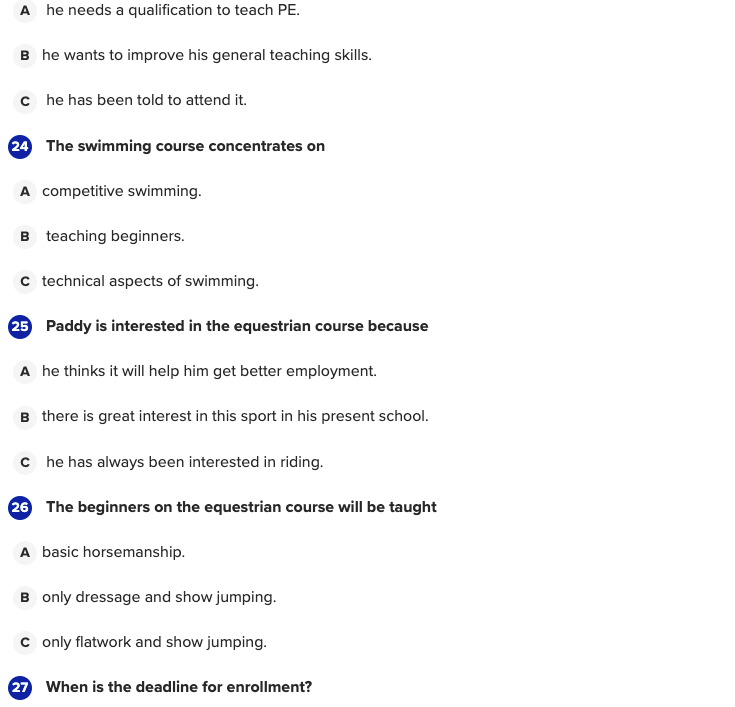 A he needs a qualification to teach PE.
B he wants to improve his general teaching skills.
C he has been told to attend it.
24 The swimming course concentrates on
A competitive swimming.
B teaching beginners.
C technical aspects of swimming.
25 Paddy is interested in the equestrian course because
A he thinks it will help him get better employment.
B there is great interest in this sport in his present school.
C he has always been interested in riding.
26 The beginners on the equestrian course will be taught
A basic horsemanship.
B only dressage and show jumping.
C only flatwork and show jumping.
27 When is the deadline for enrollment?